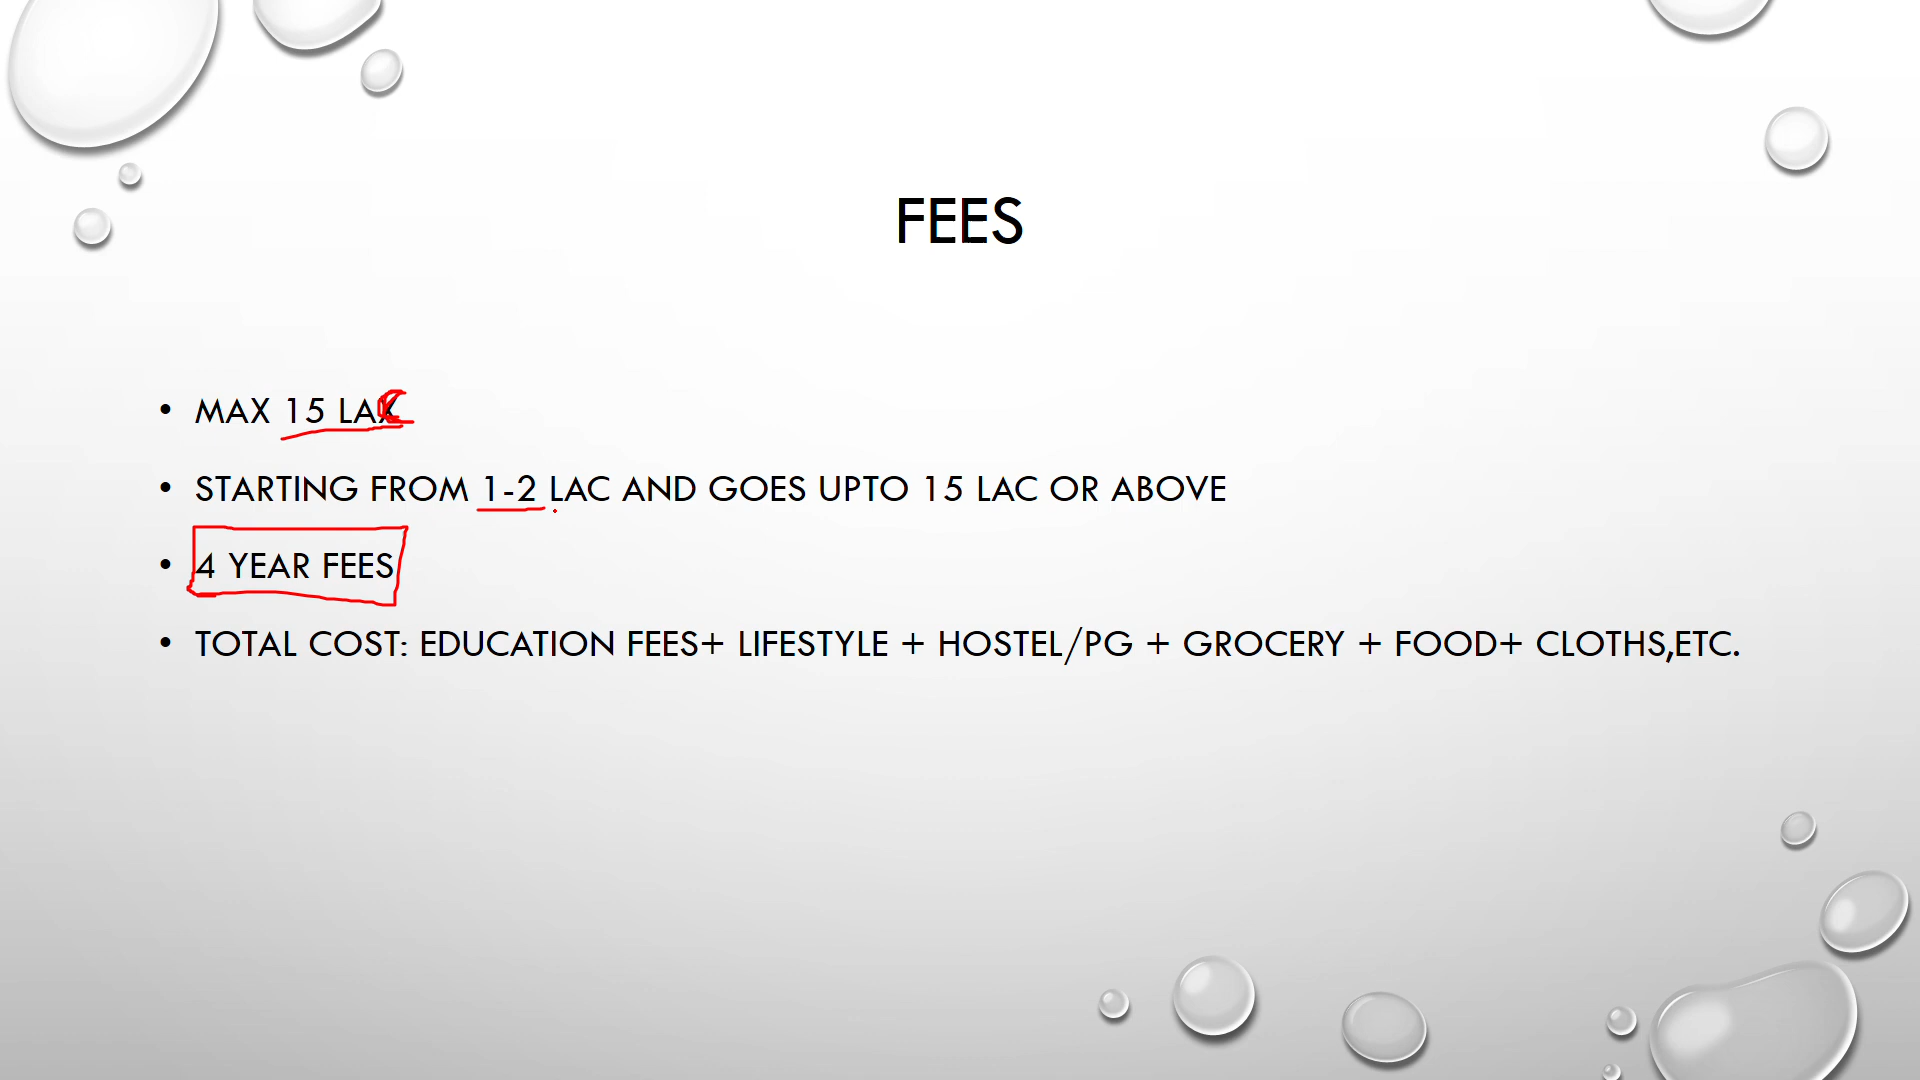 FEES
• MAX 15 LAC
• STARTING FROM 1-2 LAC AND GOES UPTO 15 LAC OR ABOVE
• 4 YEAR FEES
• TOTAL COST: EDUCATION FEES+ LIFESTYLE + HOSTEL/PG + GROCERY + FOOD+ CLOTHS,ETC.